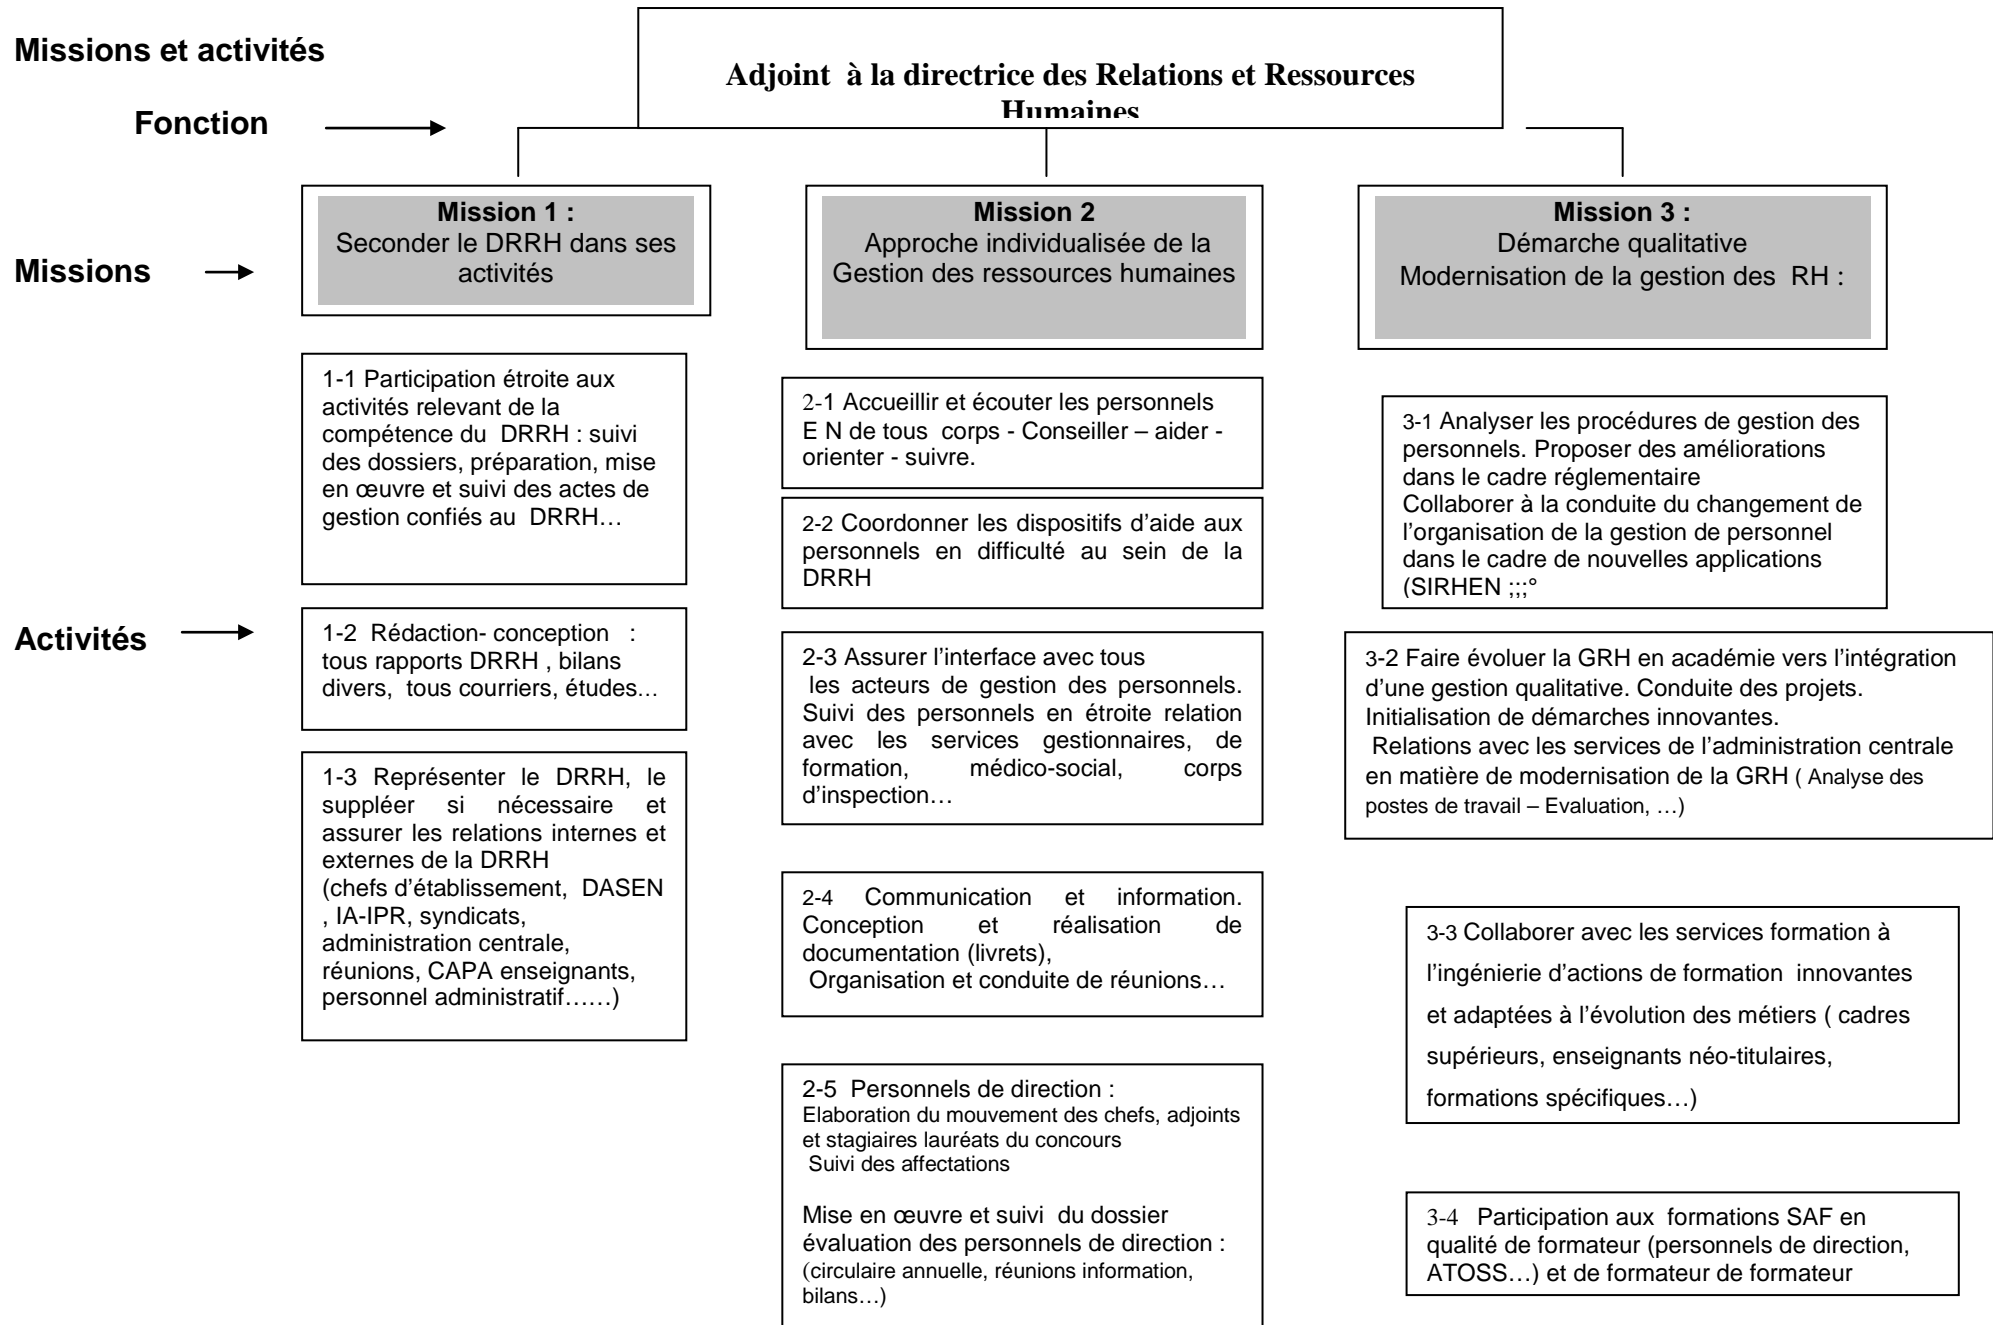 Missions et activités
Adjoint à la directrice des Relations et Ressources
Humaines
Fonction
Missions
Mission 1 :
Seconder le DRRH dans ses
activités
Mission 2
Approche individualisée de la
Gestion des ressources humaines
Mission 3 :
Démarche qualitative
Modernisation de la gestion des RH :
Activités
1-1 Participation étroite aux
activités relevant de la
compétence du DRRH : suivi
des dossiers, préparation, mise
en œuvre et suivi des actes de
gestion confiés au DRRH…
1-2 Rédaction- conception :
tous rapports DRRH , bilans
divers, tous courriers, études…
1-3 Représenter le DRRH, le
suppléer si nécessaire et
assurer les relations internes et
externes de la DRRH
(chefs d’établissement, DASEN
, IA-IPR, syndicats,
administration centrale,
réunions, CAPA enseignants,
personnel administratif……)
2-1 Accueillir et écouter les personnels
E N de tous corps - Conseiller – aider -
orienter - suivre.
2-2 Coordonner les dispositifs d’aide aux
personnels en difficulté au sein de la
DRRH
2-3 Assurer l’interface avec tous
les acteurs de gestion des personnels.
Suivi des personnels en étroite relation
avec les services gestionnaires, de
formation, médico-social, corps
d’inspection…
2-4 Communication et information.
Conception et réalisation de
documentation (livrets),
Organisation et conduite de réunions…
2-5 Personnels de direction :
Elaboration du mouvement des chefs, adjoints
et stagiaires lauréats du concours
Suivi des affectations
Mise en œuvre et suivi du dossier
évaluation des personnels de direction :
(circulaire annuelle, réunions information,
bilans…)
3-1 Analyser les procédures de gestion des
personnels. Proposer des améliorations
dans le cadre réglementaire
Collaborer à la conduite du changement de
l’organisation de la gestion de personnel
dans le cadre de nouvelles applications
(SIRHEN ;;;°
3-2 Faire évoluer la GRH en académie vers l’intégration
d’une gestion qualitative. Conduite des projets.
Initialisation de démarches innovantes.
Relations avec les services de l’administration centrale
en matière de modernisation de la GRH ( Analyse des
postes de travail – Evaluation, …)
3-3 Collaborer avec les services formation à
l’ingénierie d’actions de formation innovantes
et adaptées à l’évolution des métiers ( cadres
supérieurs, enseignants néo-titulaires,
formations spécifiques…)
3-4 Participation aux formations SAF en
qualité de formateur (personnels de direction,
ATOSS…) et de formateur de formateur